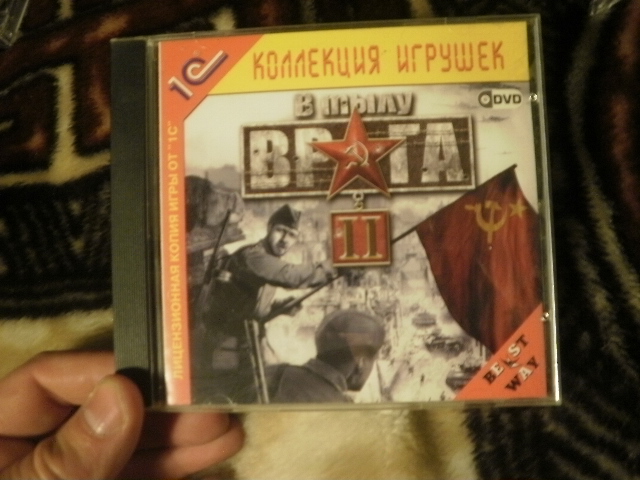 1С
КОЛЛЕКЦИЯ ИГРУШЕК
DVD
В ТЫЛУ
ВРАГА
II
ЛИЦЕНЗИОННАЯ КОПИЯ ИГРЫ ОТ "1С"
BEST
WAY